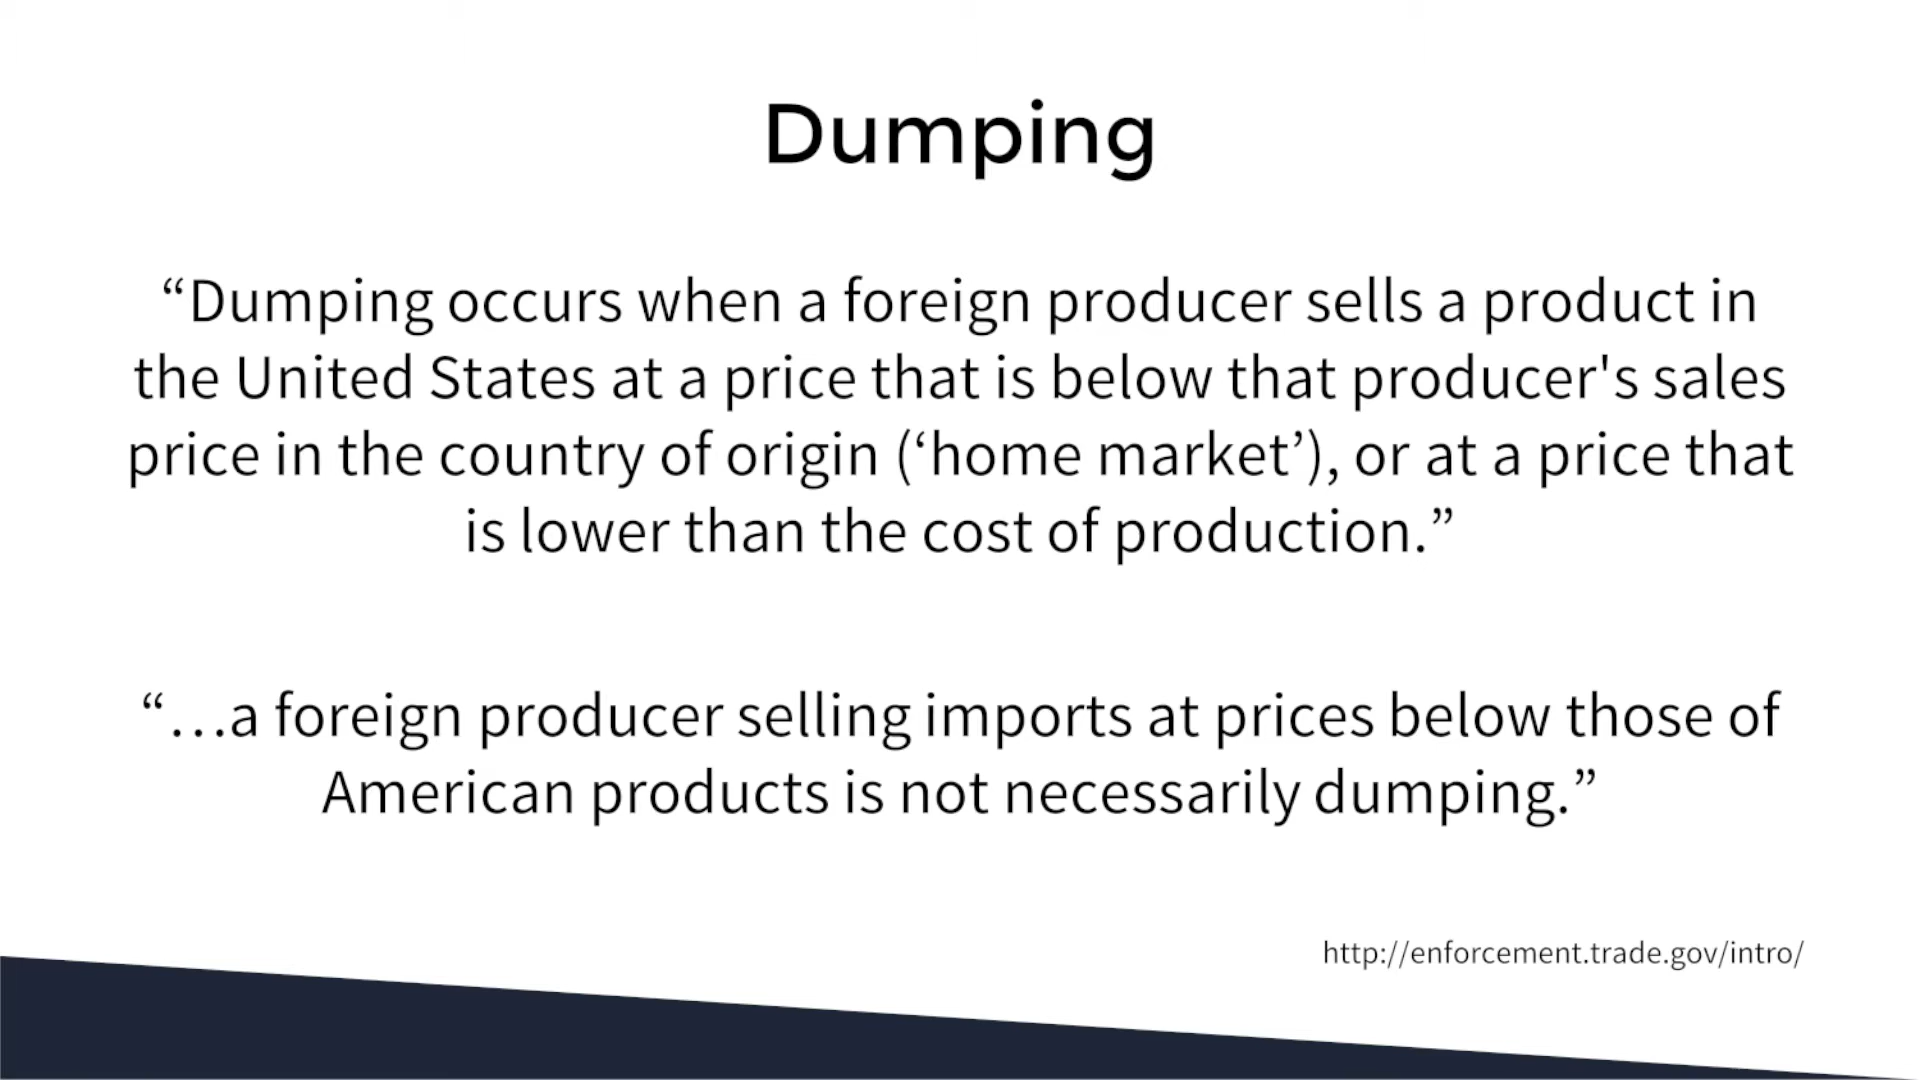 Dumping
“Dumping occurs when a foreign producer sells a product in
the United States at a price that is below that producer's sales
price in the country of origin (‘home market’), or at a price that
is lower than the cost of production.”
“…a foreign producer selling imports at prices below those of
American products is not necessarily dumping.”
http://enforcement.trade.gov/intro/